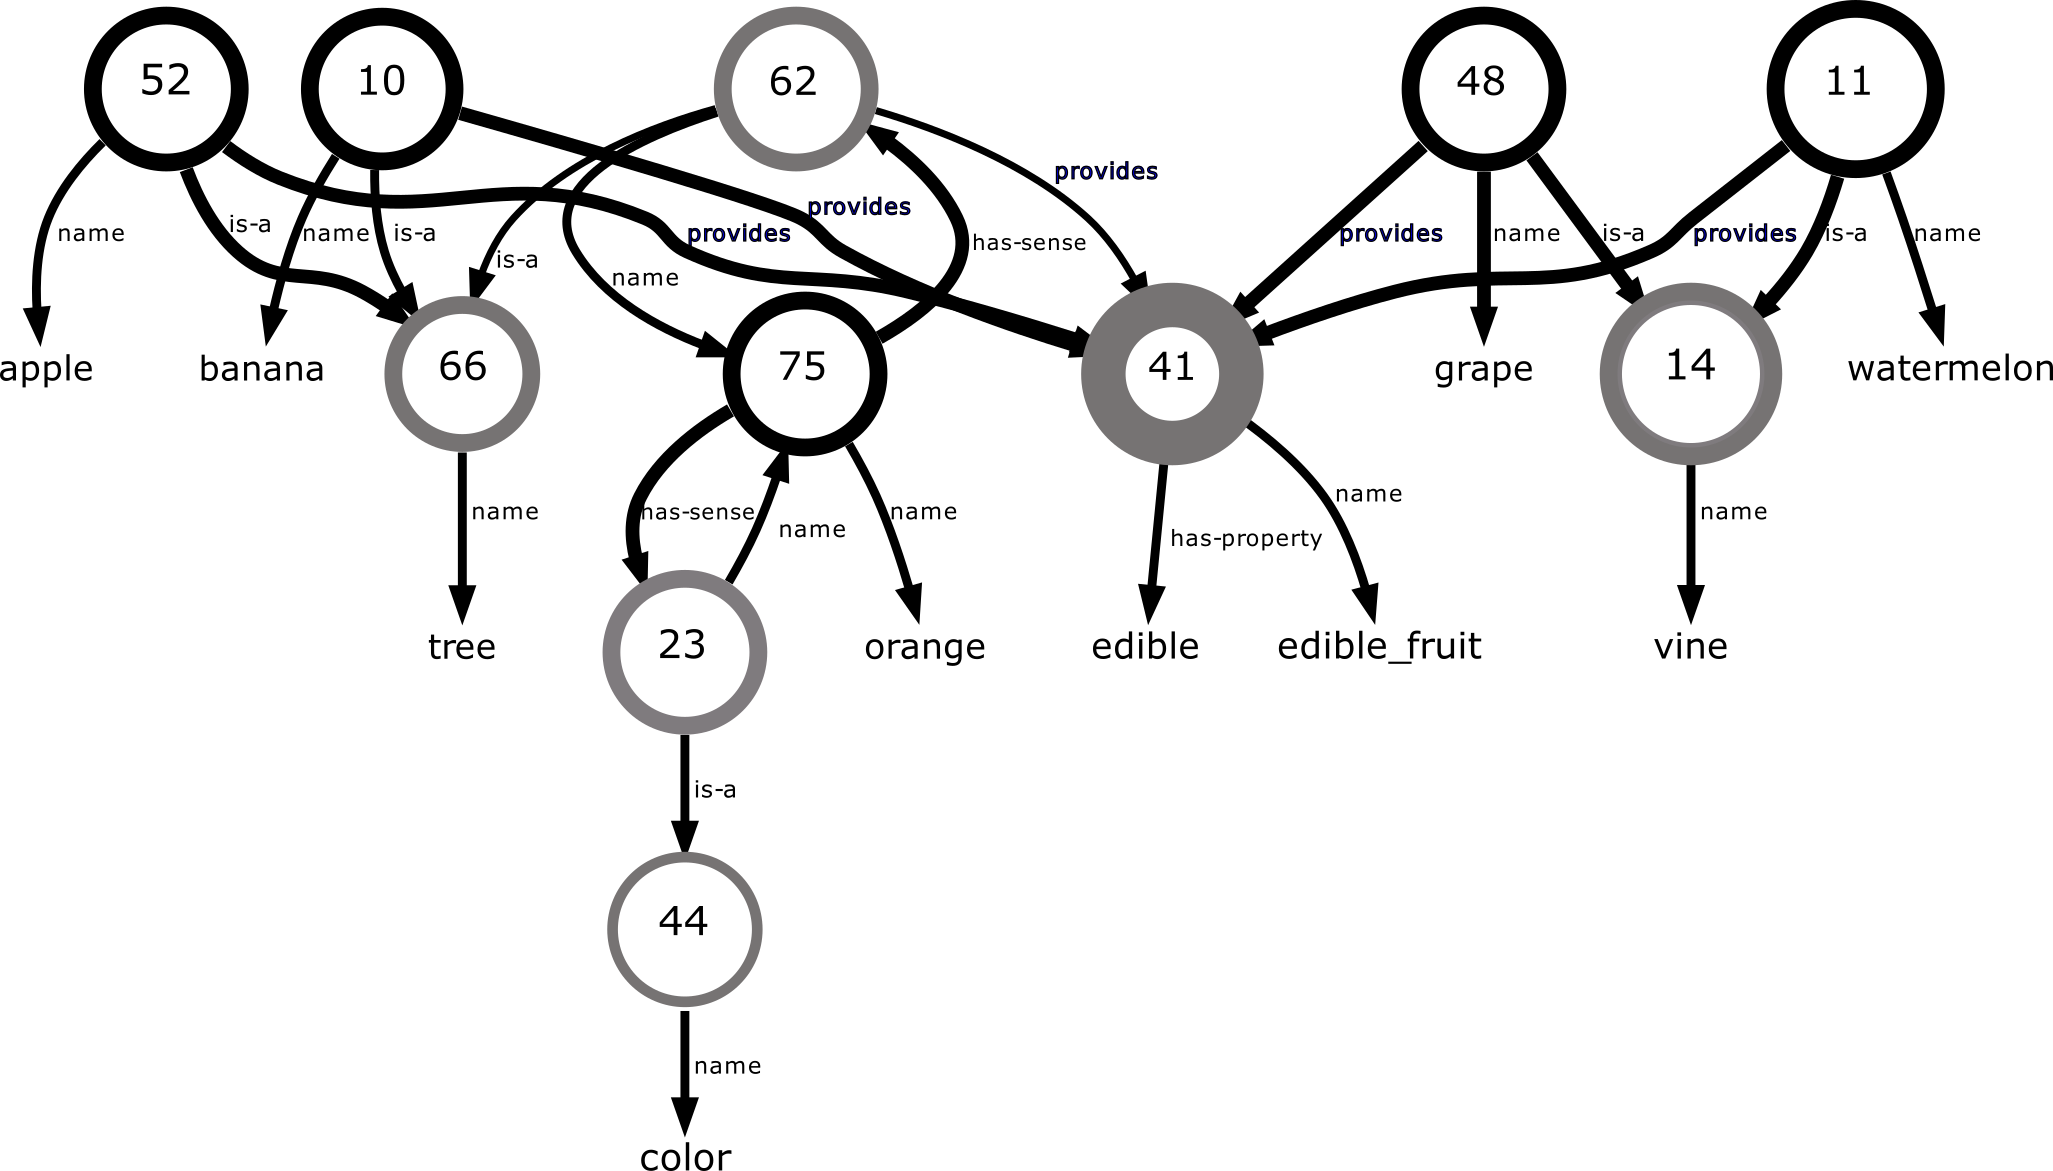 52 10 62 48 11
provides
provides
name is-a name is-a provides has-sense provides name is-a provides is-a name
is-a name
apple banana 66 75 41 grape 14 watermelon
name has-sense name name name has-property name
tree 23 orange edible edible_fruit vine
is-a
44
name
color